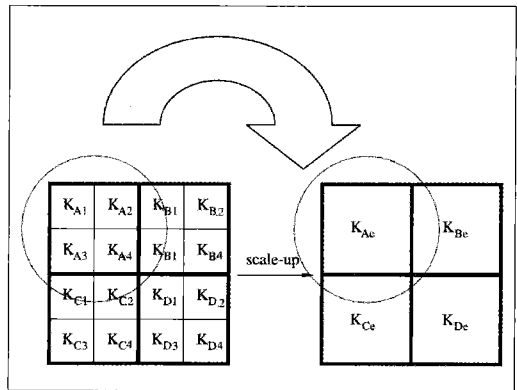 K_A1 K_A2 K_B1 K_B2
K_A3 K_A4 K_B1 K_B4
K_C1 K_C2 K_D1 K_D2
K_C3 K_C4 K_D3 K_D4
scale-up
K_Ae K_Be
K_Ce K_De